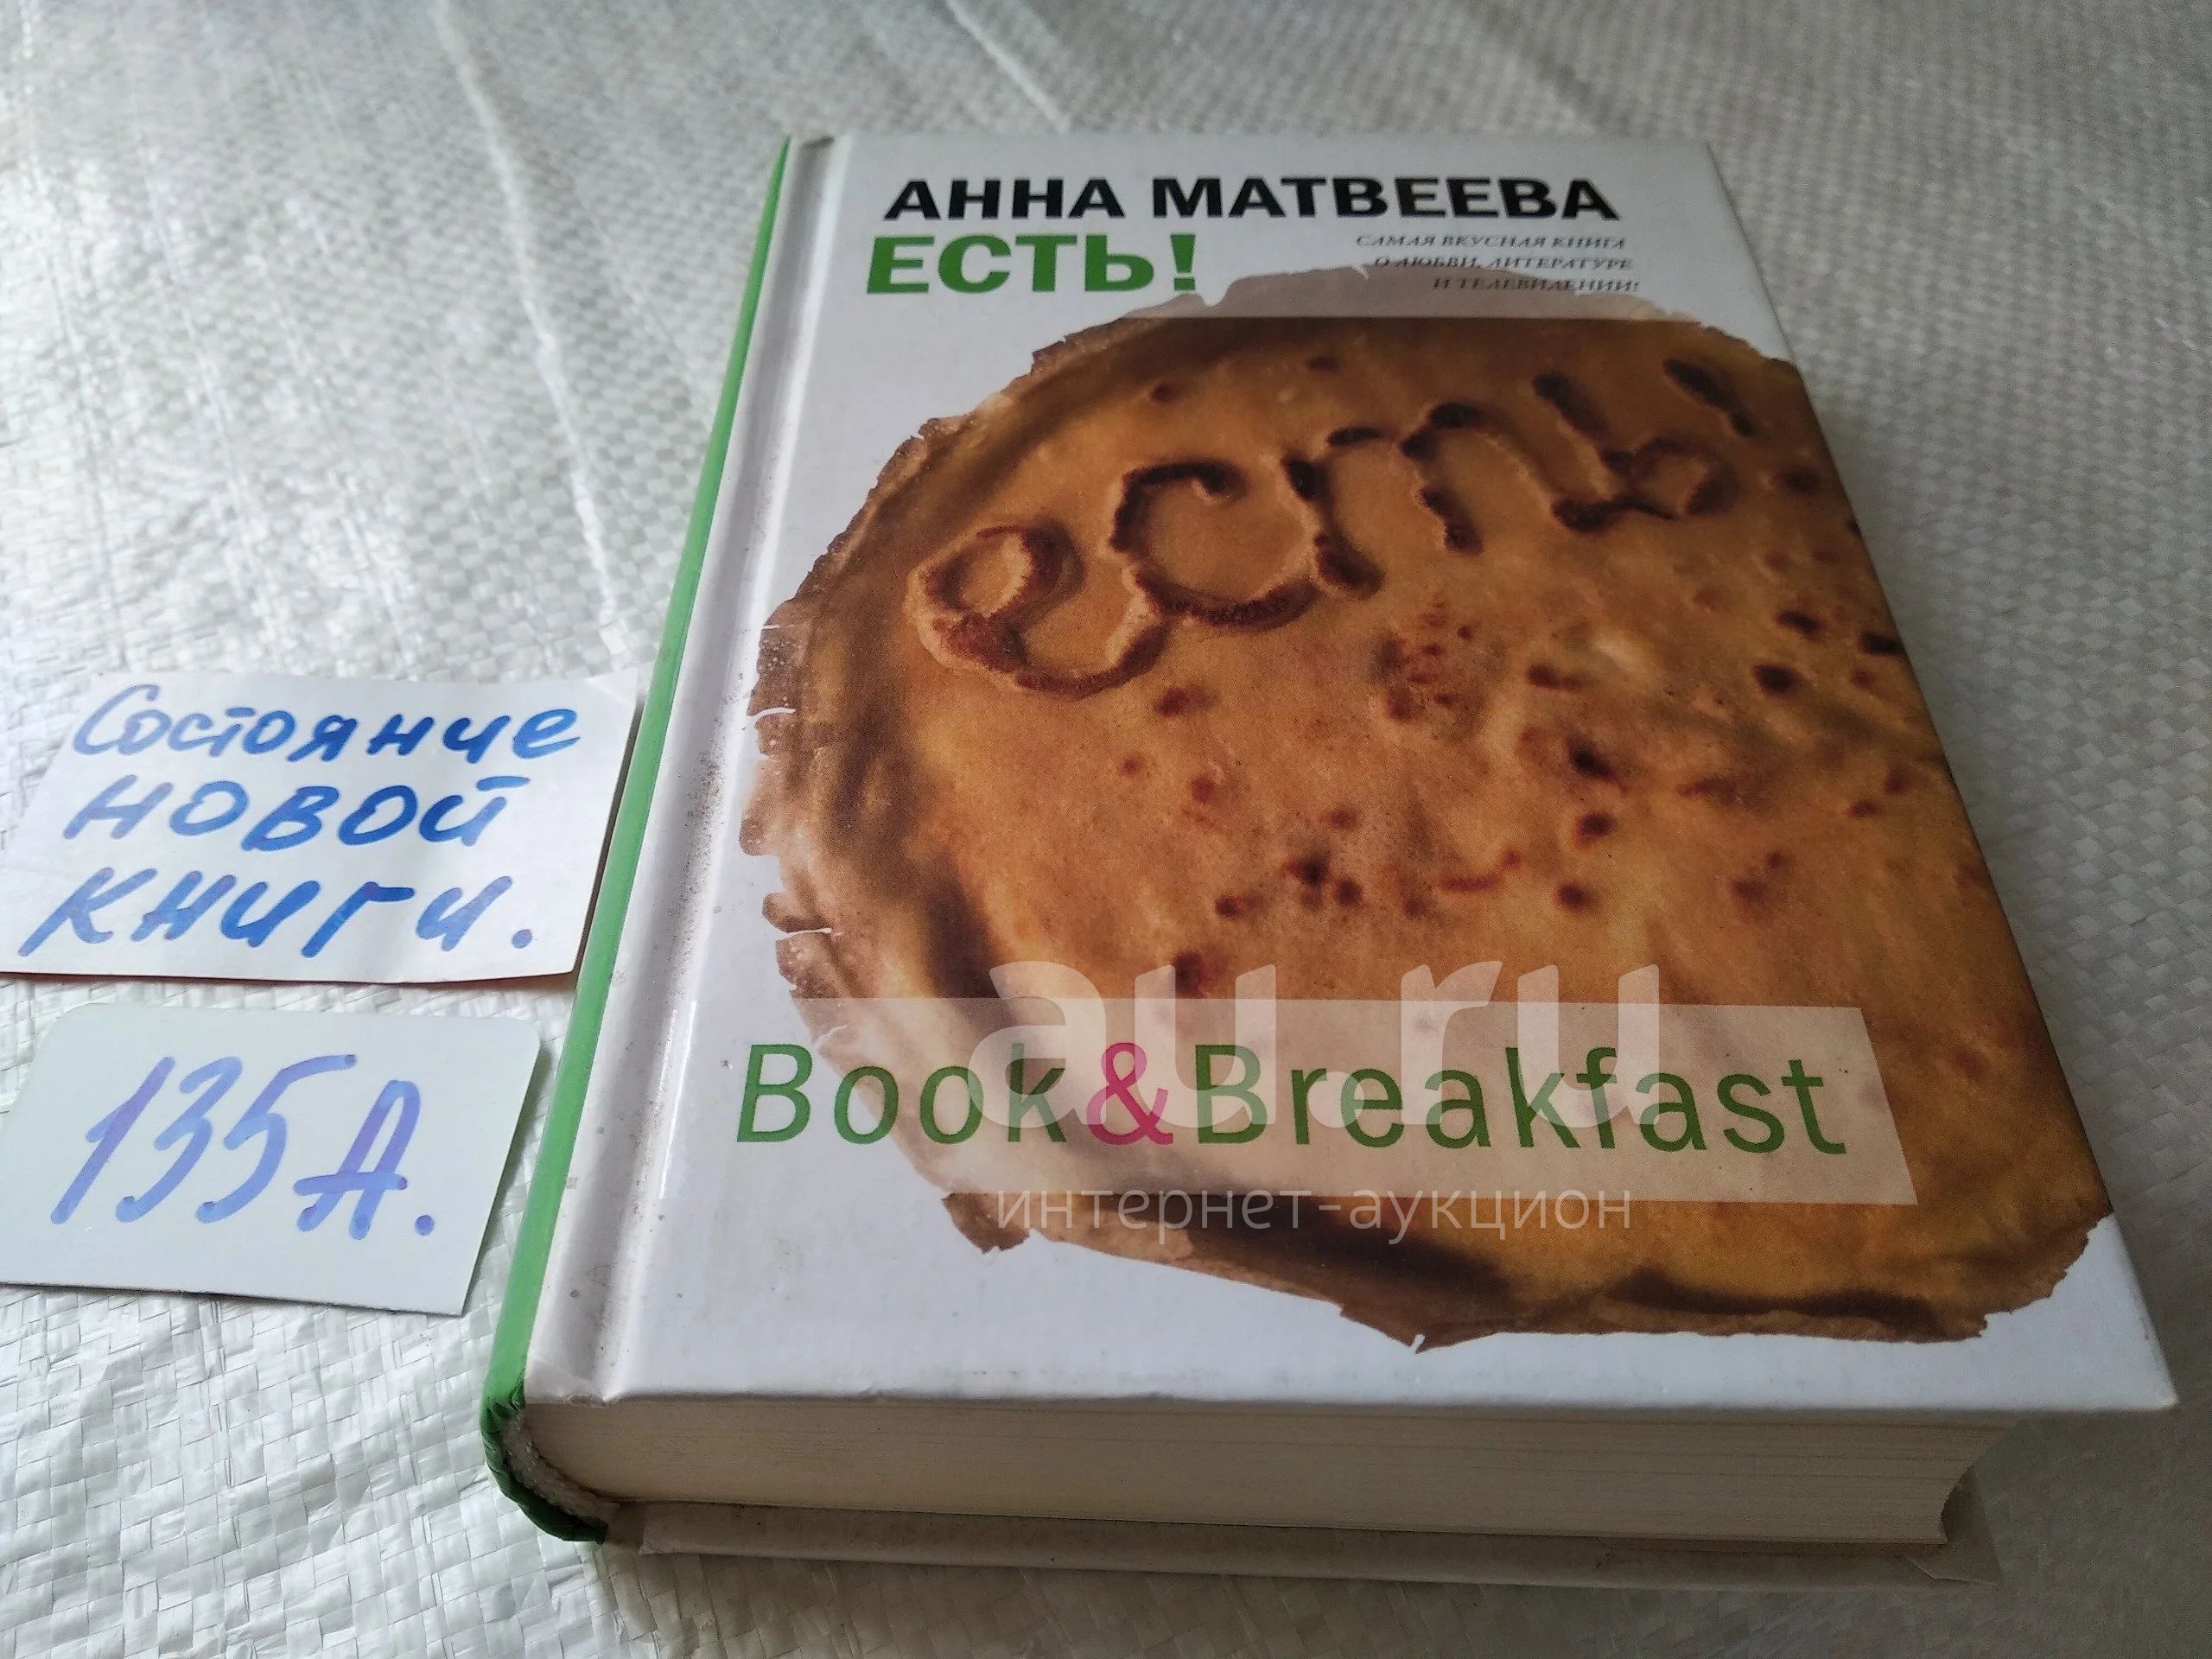 АННА МАТВЕЕВА
ЕСТЬ!
САМАЯ ВКУСНАЯ КНИГА
О ЛЮБВИ, ЛИТЕРАТУРЕ
И ТЕЛЕВИДЕНИИ!
есть!
Состояние
новой
книги.
135А.
au.ru
Book&Breakfast
интернет-аукцион